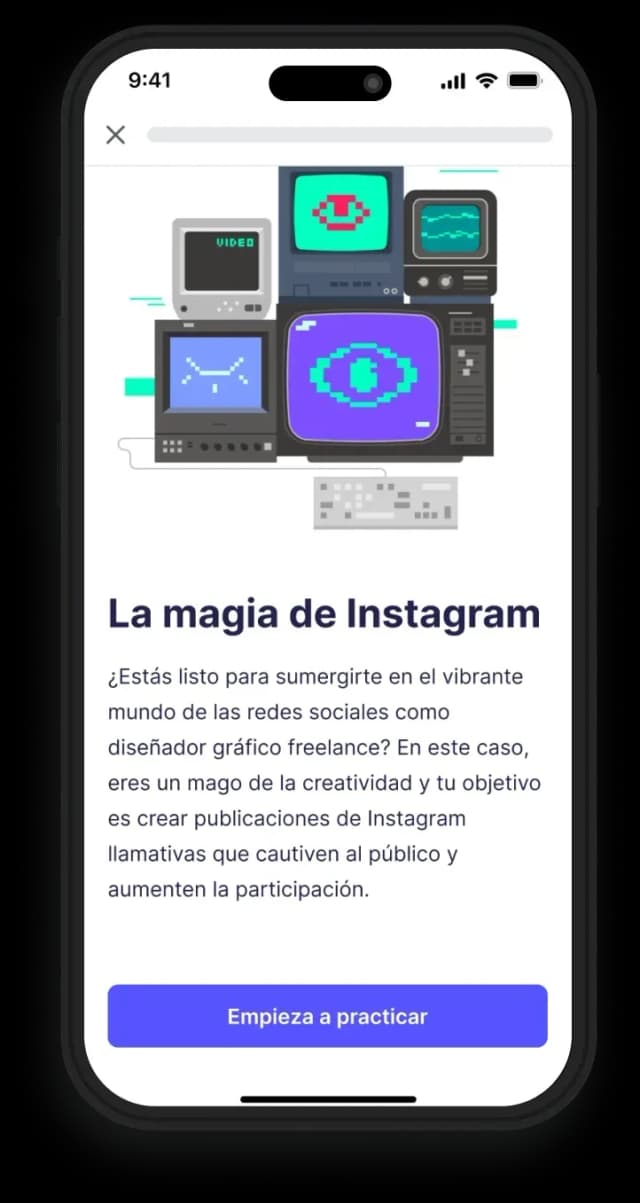 9:41
VIDEO
La magia de Instagram
¿Estás listo para sumergirte en el vibrante
mundo de las redes sociales como
diseñador gráfico freelance? En este caso,
eres un mago de la creatividad y tu objetivo
es crear publicaciones de Instagram
llamativas que cautiven al público y
aumenten la participación.
Empieza a practicar